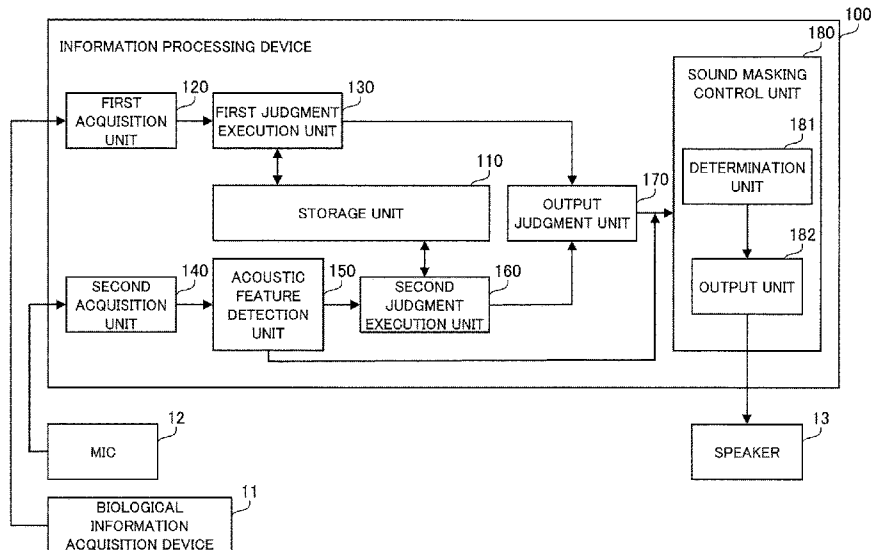 100
INFORMATION PROCESSING DEVICE
180
SOUND MASKING
CONTROL UNIT
120
FIRST
ACQUISITION
UNIT
130
FIRST JUDGMENT
EXECUTION UNIT
181
DETERMINATION
UNIT
110
STORAGE UNIT
170
OUTPUT
JUDGMENT UNIT
182
OUTPUT UNIT
140
SECOND
ACQUISITION
UNIT
150
ACOUSTIC
FEATURE
DETECTION
UNIT
160
SECOND
JUDGMENT
EXECUTION UNIT
12
MIC
13
SPEAKER
11
BIOLOGICAL
INFORMATION
ACQUISITION DEVICE